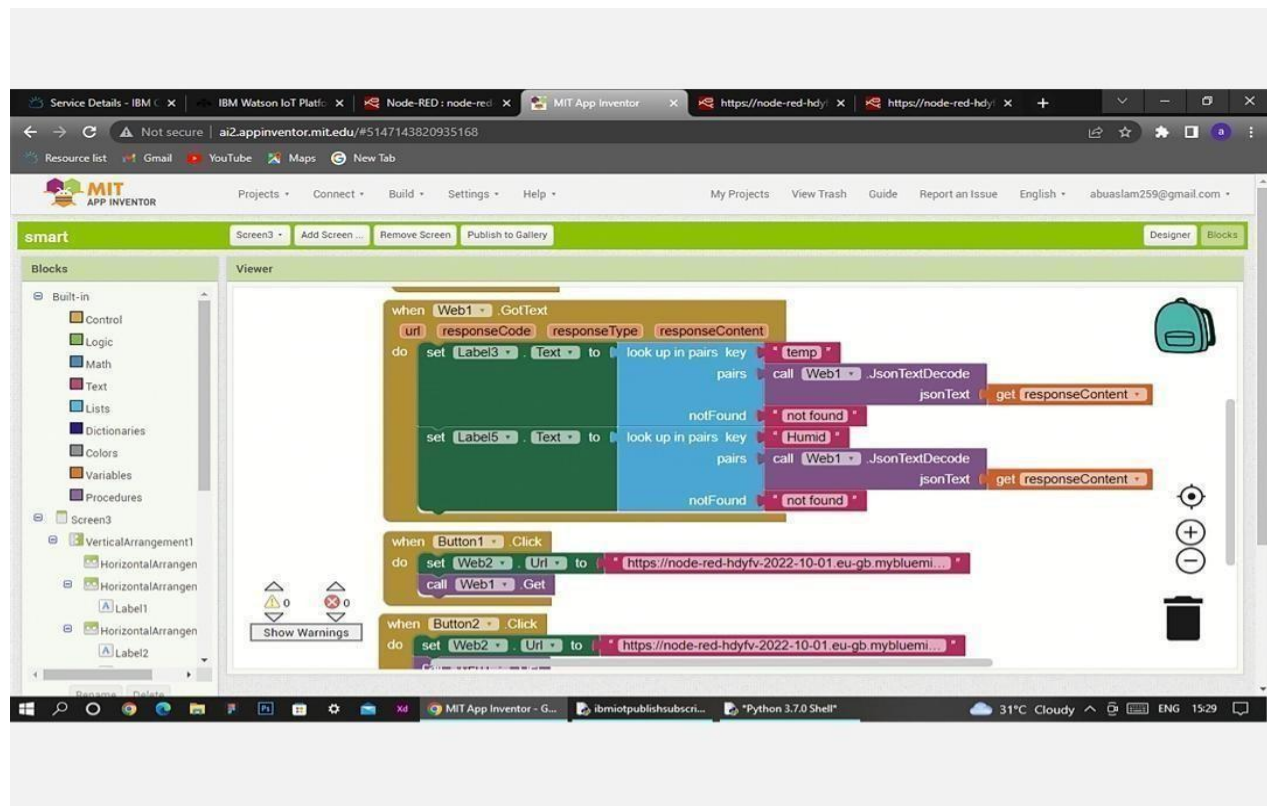 Service Details - IBM C
IBM Watson IoT Platfo
Node-RED : node-red
MIT App Inventor
https://node-red-hdy
https://node-red-hdy
Not secure | ai2.appinventor.mit.edu/#5147143820935168
a
Resource list Gmail YouTube Maps New Tab
MIT
APP INVENTOR
Projects Connect Build Settings Help My Projects View Trash Guide Report an Issue English abuaslam259@gmail.com
smart Screen3 Add Screen ... Remove Screen Publish to Gallery Designer Blocks
Blocks Viewer
Built-in
Control
Logic
Math
Text
Lists
Dictionaries
Colors
Variables
Procedures
Screen3
VerticalArrangement1
HorizontalArrangen
HorizontalArrangen
Label1
HorizontalArrangen
Label2
Rename Delete
when Web1 .GotText
url responseCode responseType responseContent
do set Label3 . Text to look up in pairs key " temp "
pairs call Web1 .JsonTextDecode
jsonText get responseContent
notFound " not found "
set Label5 . Text to look up in pairs key " Humid "
pairs call Web1 .JsonTextDecode
jsonText get responseContent
notFound " not found "
when Button1 .Click
do set Web2 . Url to " https://node-red-hdyfv-2022-10-01.eu-gb.mybluemi... "
call Web1 .Get
when Button2 .Click
do set Web2 . Url to " https://node-red-hdyfv-2022-10-01.eu-gb.mybluemi... "
0 0
Show Warnings
Ps Xd MIT App Inventor - G... ibmiotpublishsubscri... *Python 3.7.0 Shell* 31°C Cloudy ENG 15:29